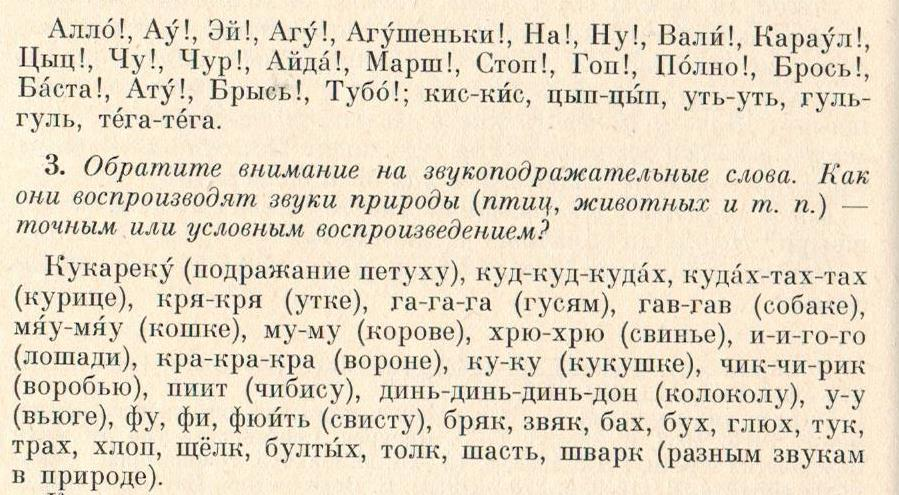 Алло́!, Ау́!, Эй!, Агу́!, Агу́шеньки!, На!, Ну!, Вали́!, Карау́л!,
Цыц!, Чу!, Чур!, Айда́!, Марш!, Стоп!, Гоп!, По́лно!, Брось!,
Ба́ста!, Ату́!, Брысь!, Тубо́!; кис-ки́с, цып-цы́п, уть-уть, гуль-
гуль, те́га-те́га.
3. Обратите внимание на звукоподражательные слова. Как
они воспроизводят звуки природы (птиц, животных и т. п.) —
точным или условным воспроизведением?
Кукареку́ (подражание петуху), куд-куд-куда́х, куда́х-тах-тах
(курице), кря-кря (утке), га-га-га (гусям), гав-гав (собаке),
мя́у-мя́у (кошке), му-му (корове), хрю-хрю (свинье), и-и-го-го
(лошади), кра-кра-кра (вороне), ку-ку (кукушке), чик-чи-рик
(воробью), пиит (чибису), динь-динь-динь-дон (колоколу), у-у
(вьюге), фу, фи, фюи́ть (свисту), бряк, звяк, бах, бух, глюх, тук,
трах, хлоп, щёлк, булты́х, толк, шасть, шварк (разным звукам
в природе).